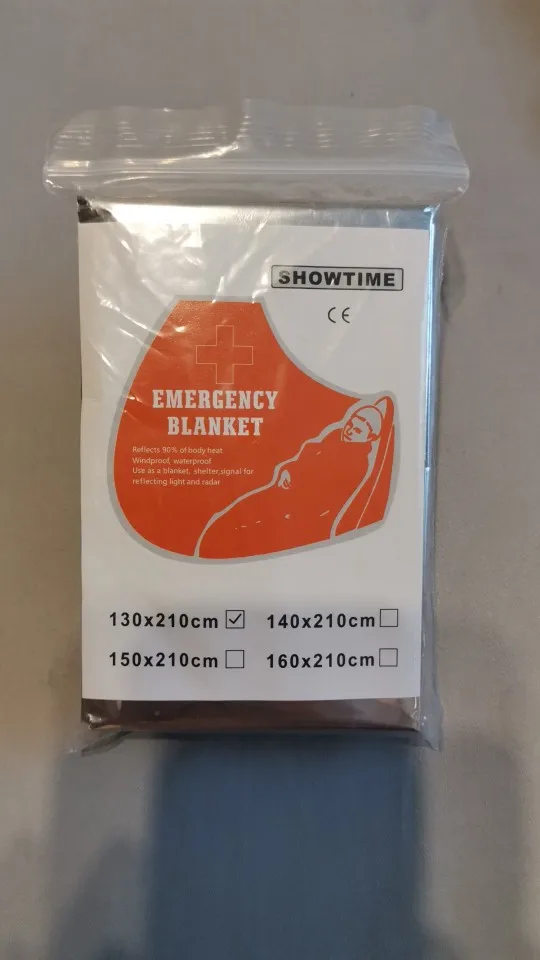 SHOWTIME
CE
EMERGENCY
BLANKET
Reflects 90% of body heat
Windproof, waterproof
Use as a blanket, shelter,signal for
reflecting light and radar
130x210cm ☑ 140x210cm ☐
150x210cm ☐ 160x210cm ☐